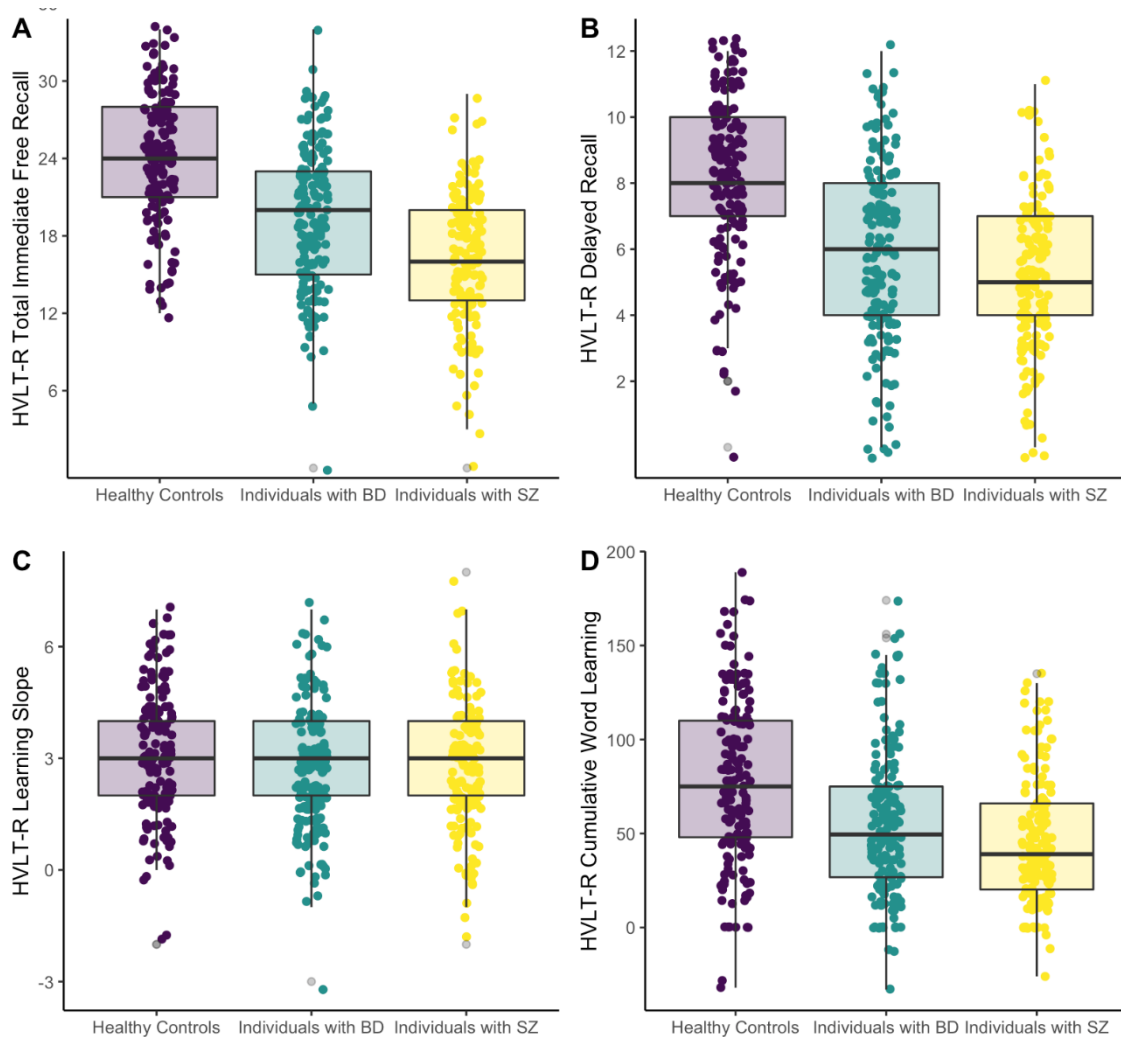 A
HVLT-R Total Immediate Free Recall
30
24
18
12
6
Healthy Controls Individuals with BD Individuals with SZ
B
HVLT-R Delayed Recall
12
10
8
6
4
2
Healthy Controls Individuals with BD Individuals with SZ
C
HVLT-R Learning Slope
6
3
0
-3
Healthy Controls Individuals with BD Individuals with SZ
D
HVLT-R Cumulative Word Learning
200
150
100
50
0
Healthy Controls Individuals with BD Individuals with SZ